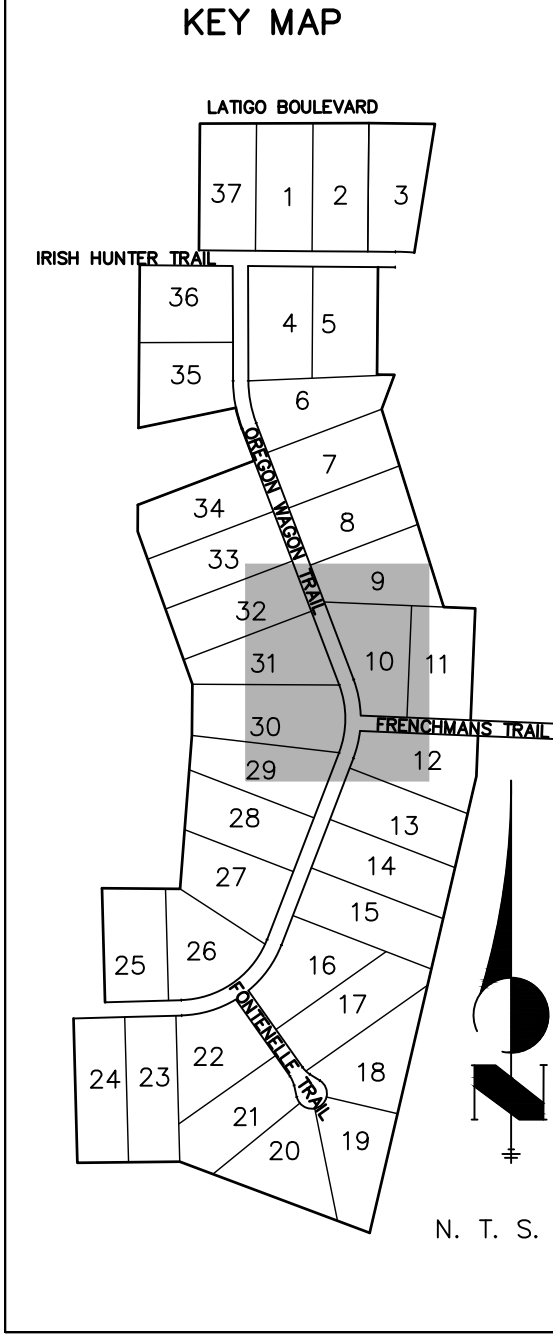 KEY MAP
LATIGO BOULEVARD
37 1 2 3
IRISH HUNTER TRAIL
36
4 5
35
6
OREGON WAGON TRAIL
7
34
8
33
9
32
31 10 11
30
FRENCHMANS TRAIL
29 12
28 13
14
27
15
26
25 16
FONTENELLE TRAIL
17
22
24 23 18
21
20 19
N
N. T. S.